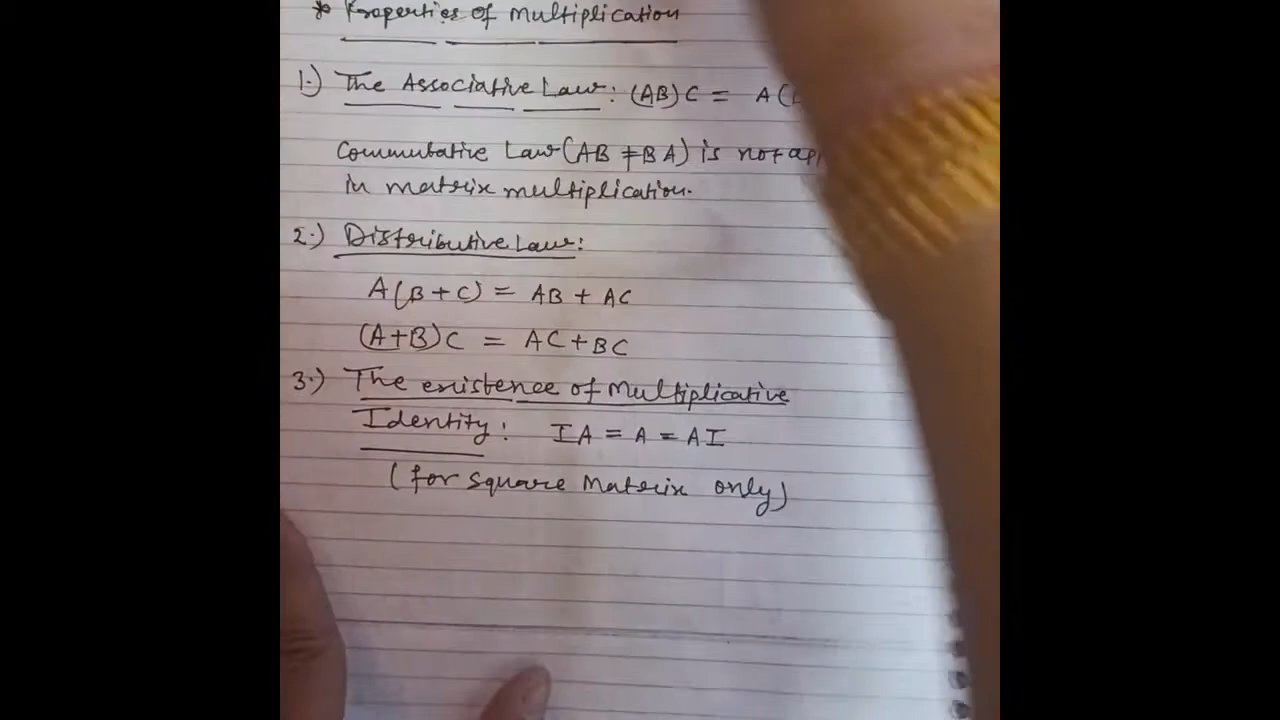 * Properties of Multiplication
1.) The Associative Law: (AB)C = A(
Commutative Law (AB ≠ BA) is not
in matrix multiplication.
2.) Distributive Law:
A(B+C) = AB + AC
(A+B)C = AC + BC
3.) The existence of Multiplicative
Identity: IA = A = AI
(for square Matrix only)